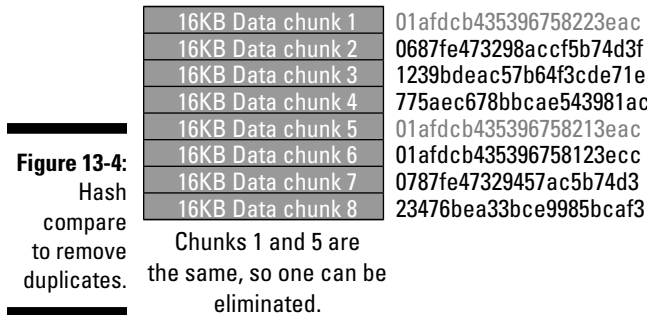 16KB Data chunk 1 01afdcb435396758223eac
16KB Data chunk 2 0687fe473298accf5b74d3f
16KB Data chunk 3 1239bdeac57b64f3cde71e
16KB Data chunk 4 775aec678bbcae543981ac
16KB Data chunk 5 01afdcb435396758213eac
16KB Data chunk 6 01afdcb435396758123ecc
16KB Data chunk 7 0787fe47329457ac5b74d3
16KB Data chunk 8 23476bea33bce9985bcaf3
Figure 13-4:
Hash
compare
to remove
duplicates.
Chunks 1 and 5 are
the same, so one can be
eliminated.